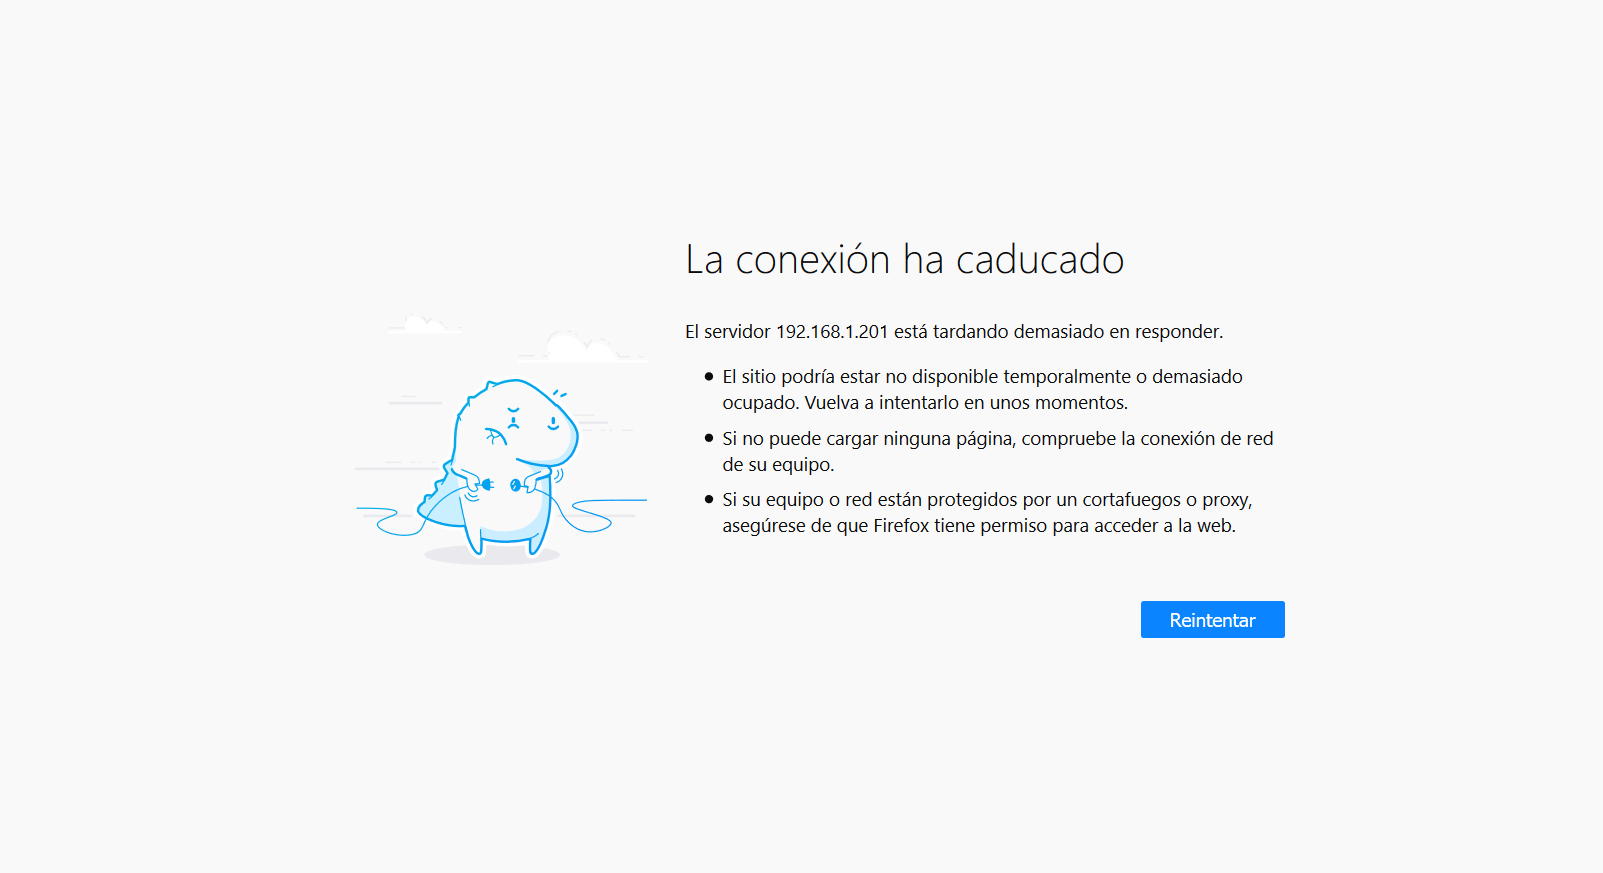 La conexión ha caducado
El servidor 192.168.1.201 está tardando demasiado en responder.
• El sitio podría estar no disponible temporalmente o demasiado
ocupado. Vuelva a intentarlo en unos momentos.
• Si no puede cargar ninguna página, compruebe la conexión de red
de su equipo.
• Si su equipo o red están protegidos por un cortafuegos o proxy,
asegúrese de que Firefox tiene permiso para acceder a la web.
Reintentar